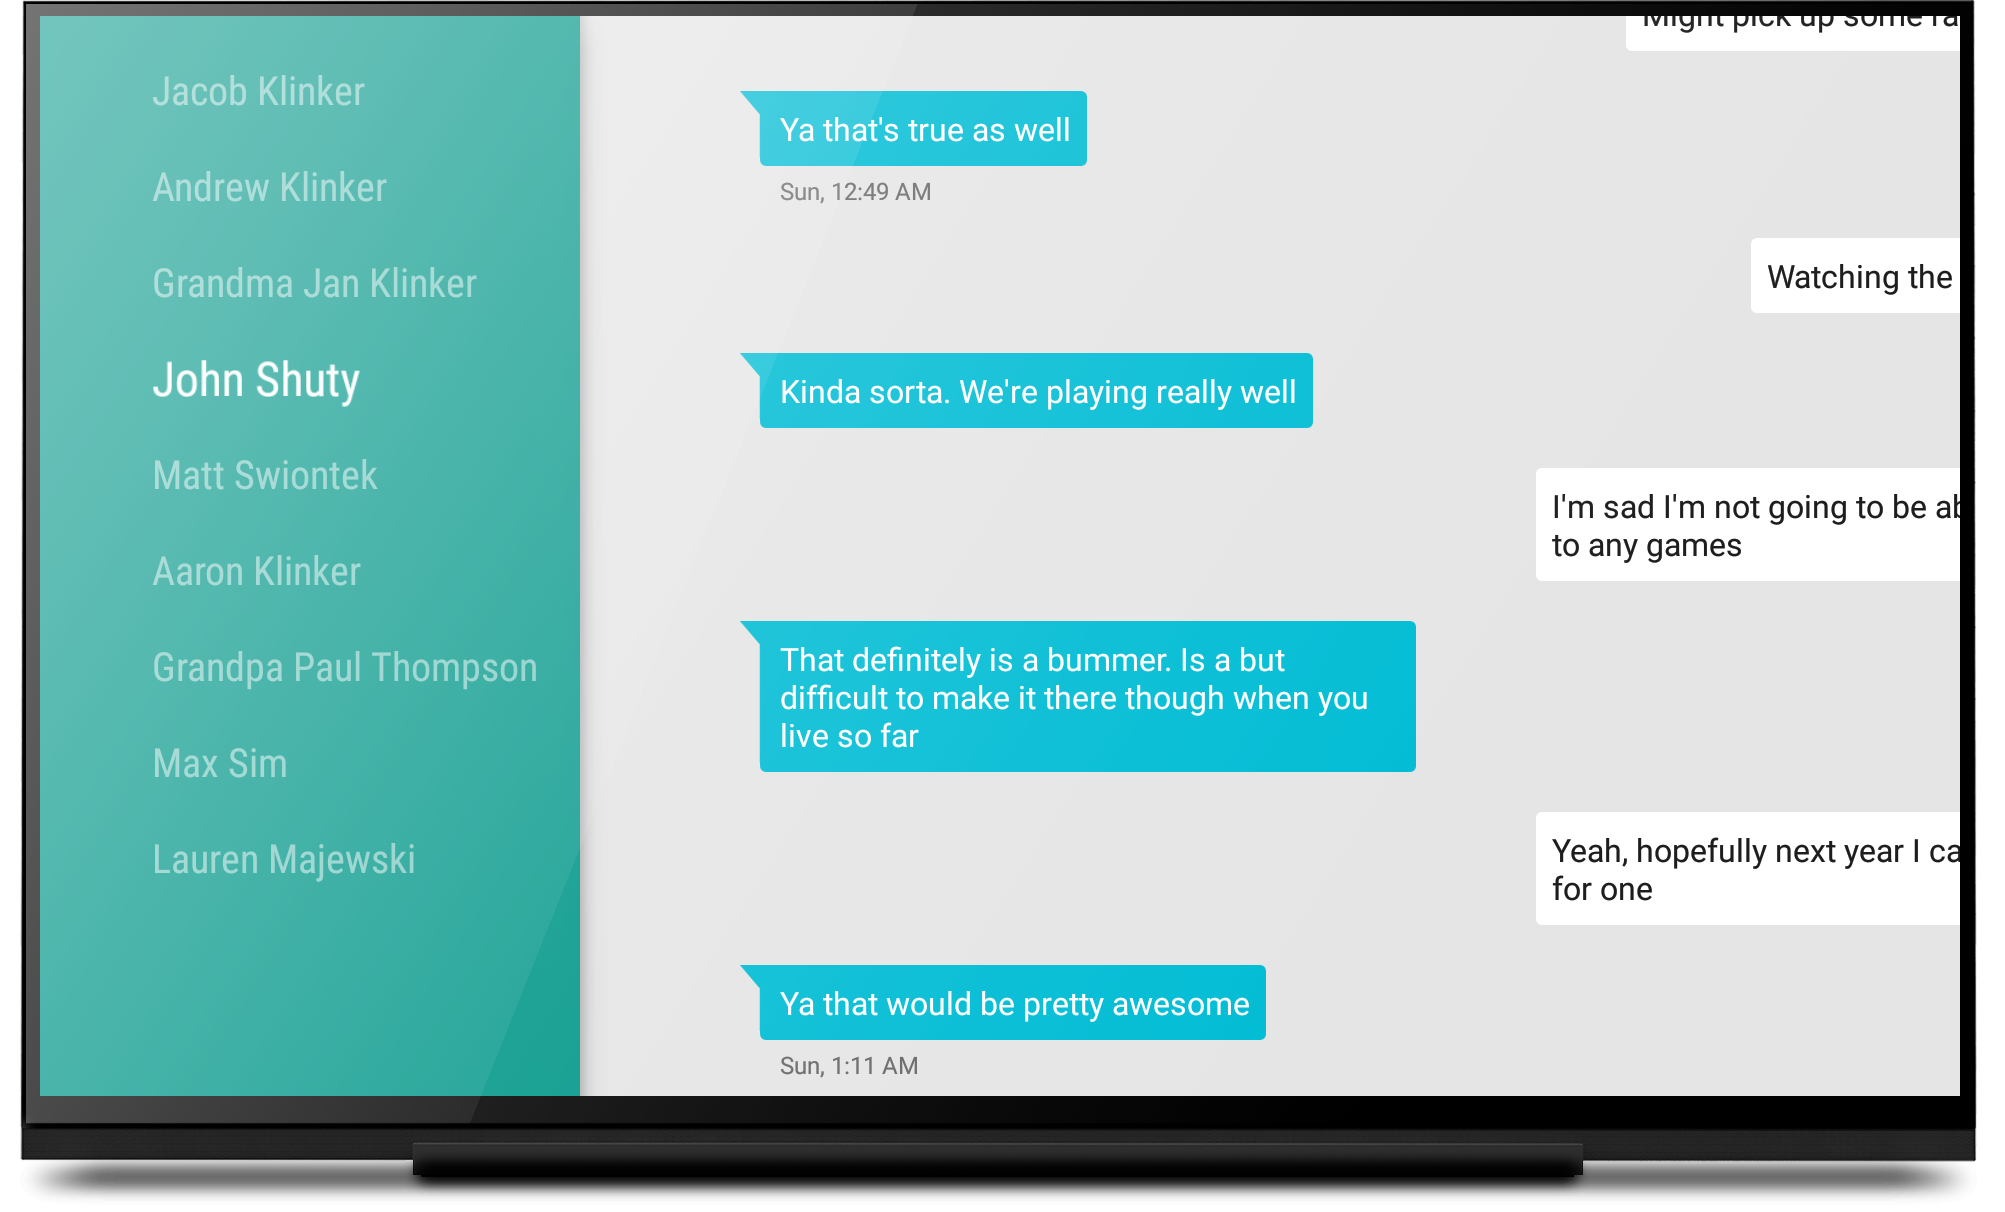 Jacob Klinker
Andrew Klinker
Grandma Jan Klinker
John Shuty
Matt Swiontek
Aaron Klinker
Grandpa Paul Thompson
Max Sim
Lauren Majewski
Might pick up some ra
Ya that's true as well
Sun, 12:49 AM
Watching the
Kinda sorta. We're playing really well
I'm sad I'm not going to be ab
to any games
That definitely is a bummer. Is a but
difficult to make it there though when you
live so far
Yeah, hopefully next year I ca
for one
Ya that would be pretty awesome
Sun, 1:11 AM